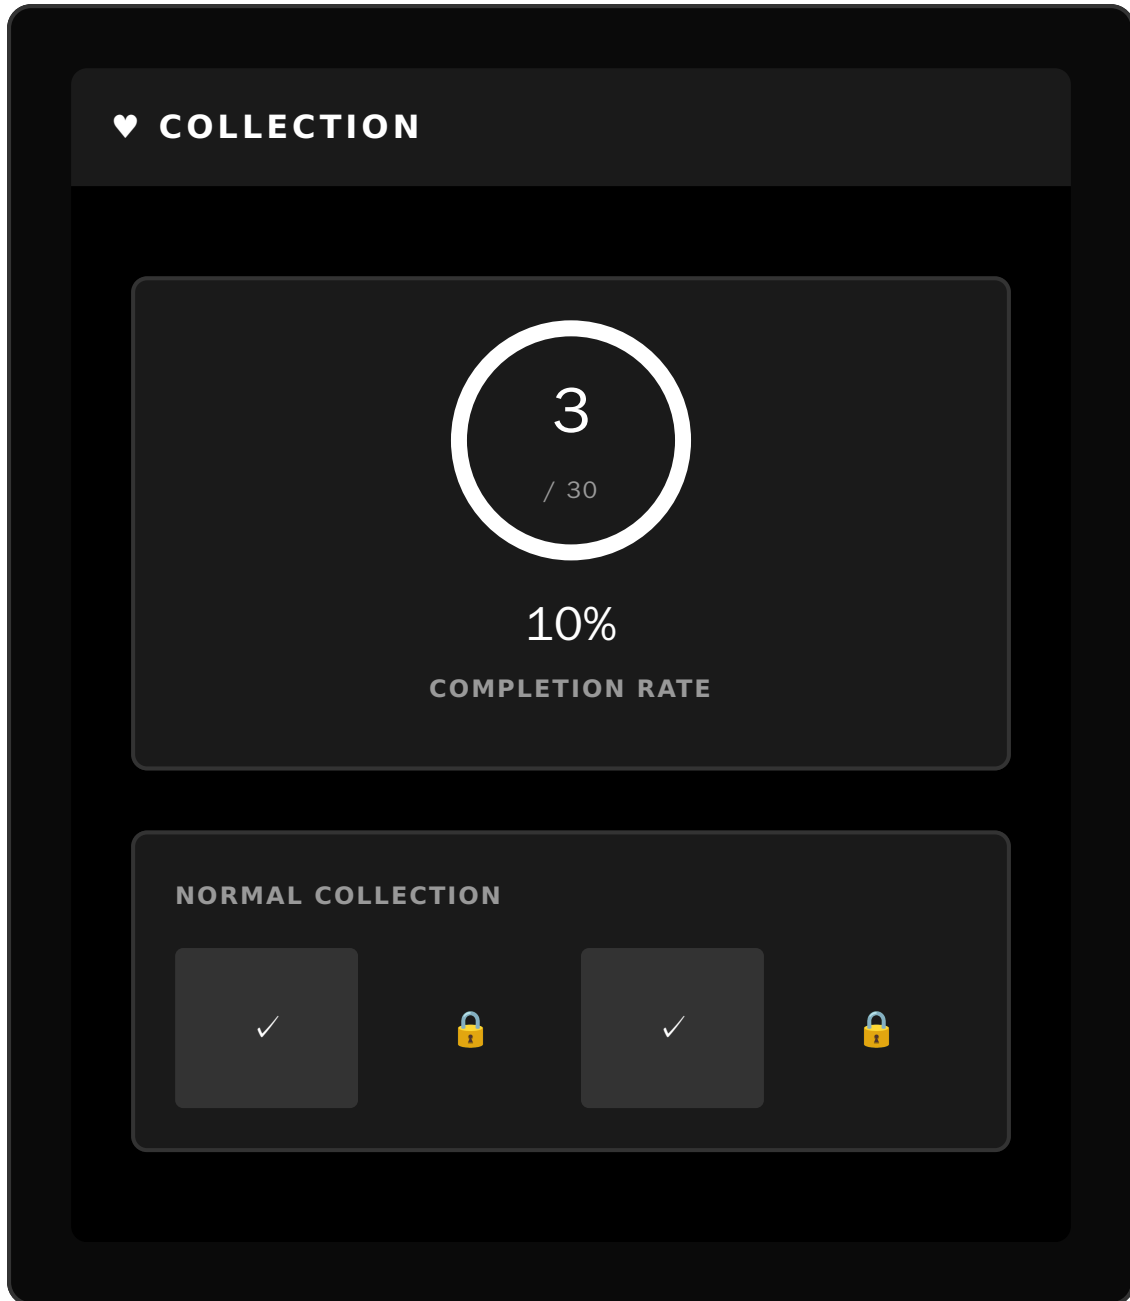 ♥ COLLECTION
3
/ 30
10%
COMPLETION RATE
NORMAL COLLECTION
✓ 🔒 ✓ 🔒